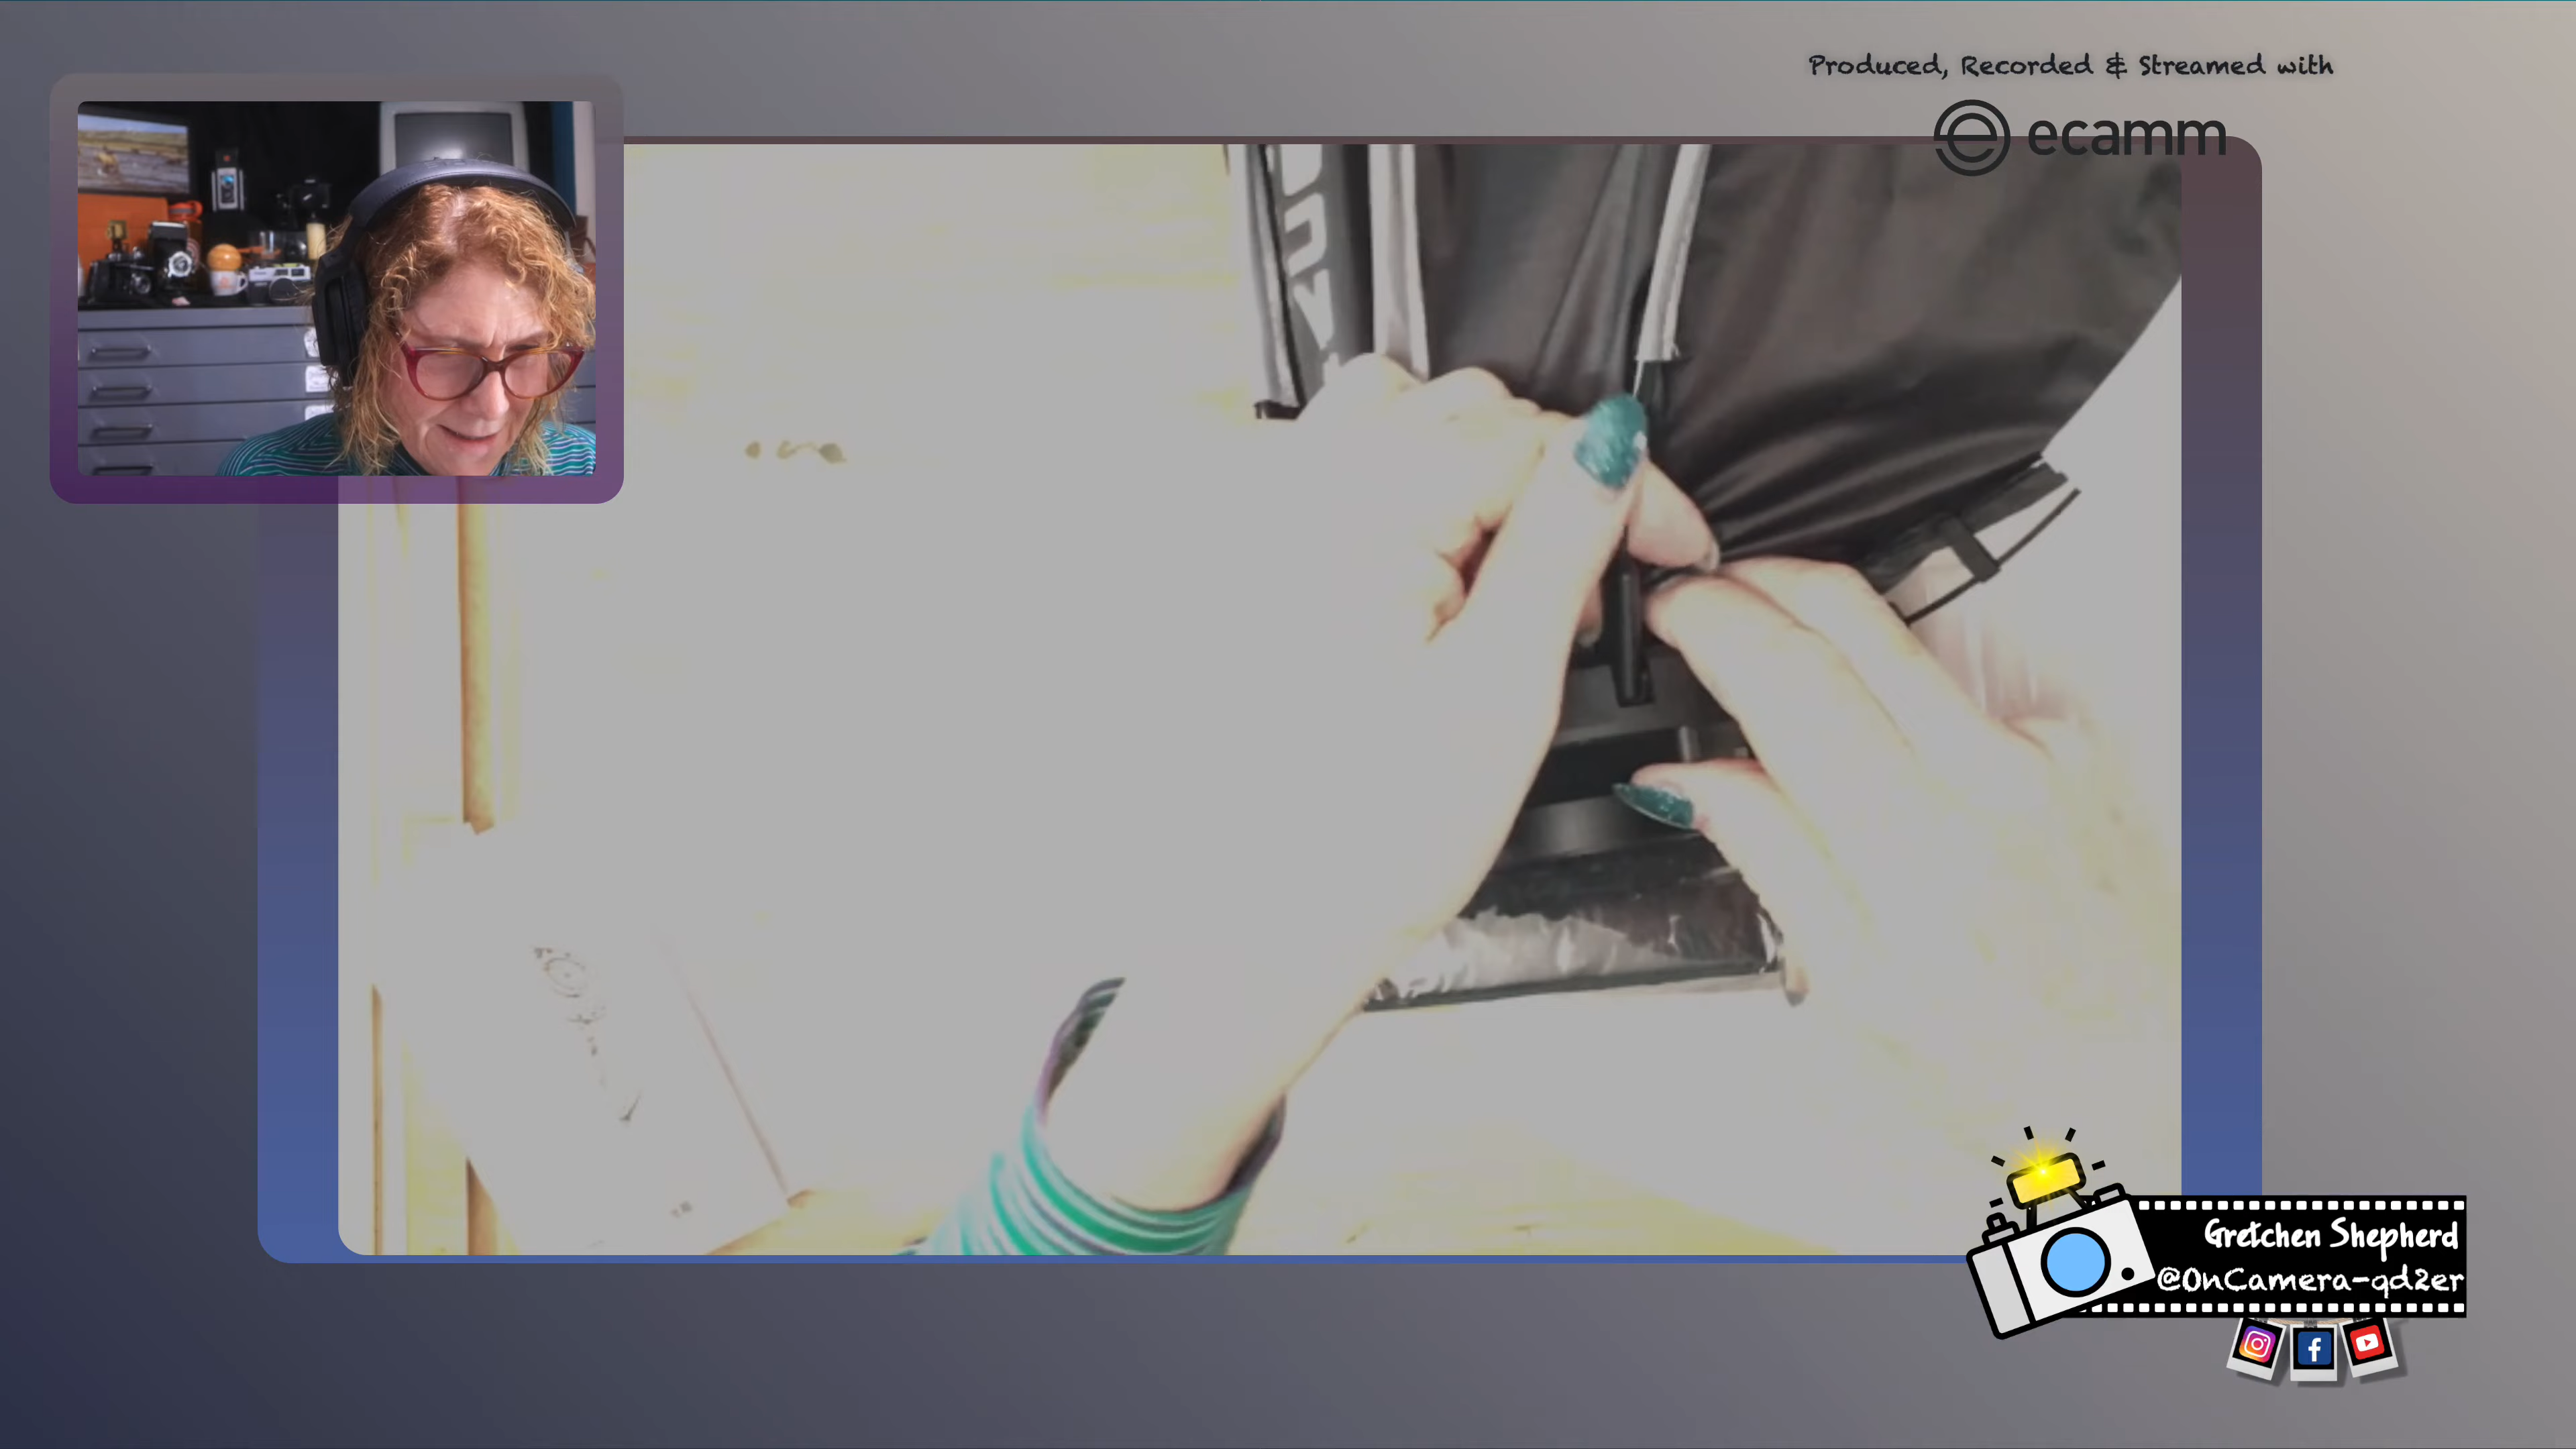 Produced, Recorded & Streamed with
ecamm
Gretchen Shepherd
@OnCamera-qd2er